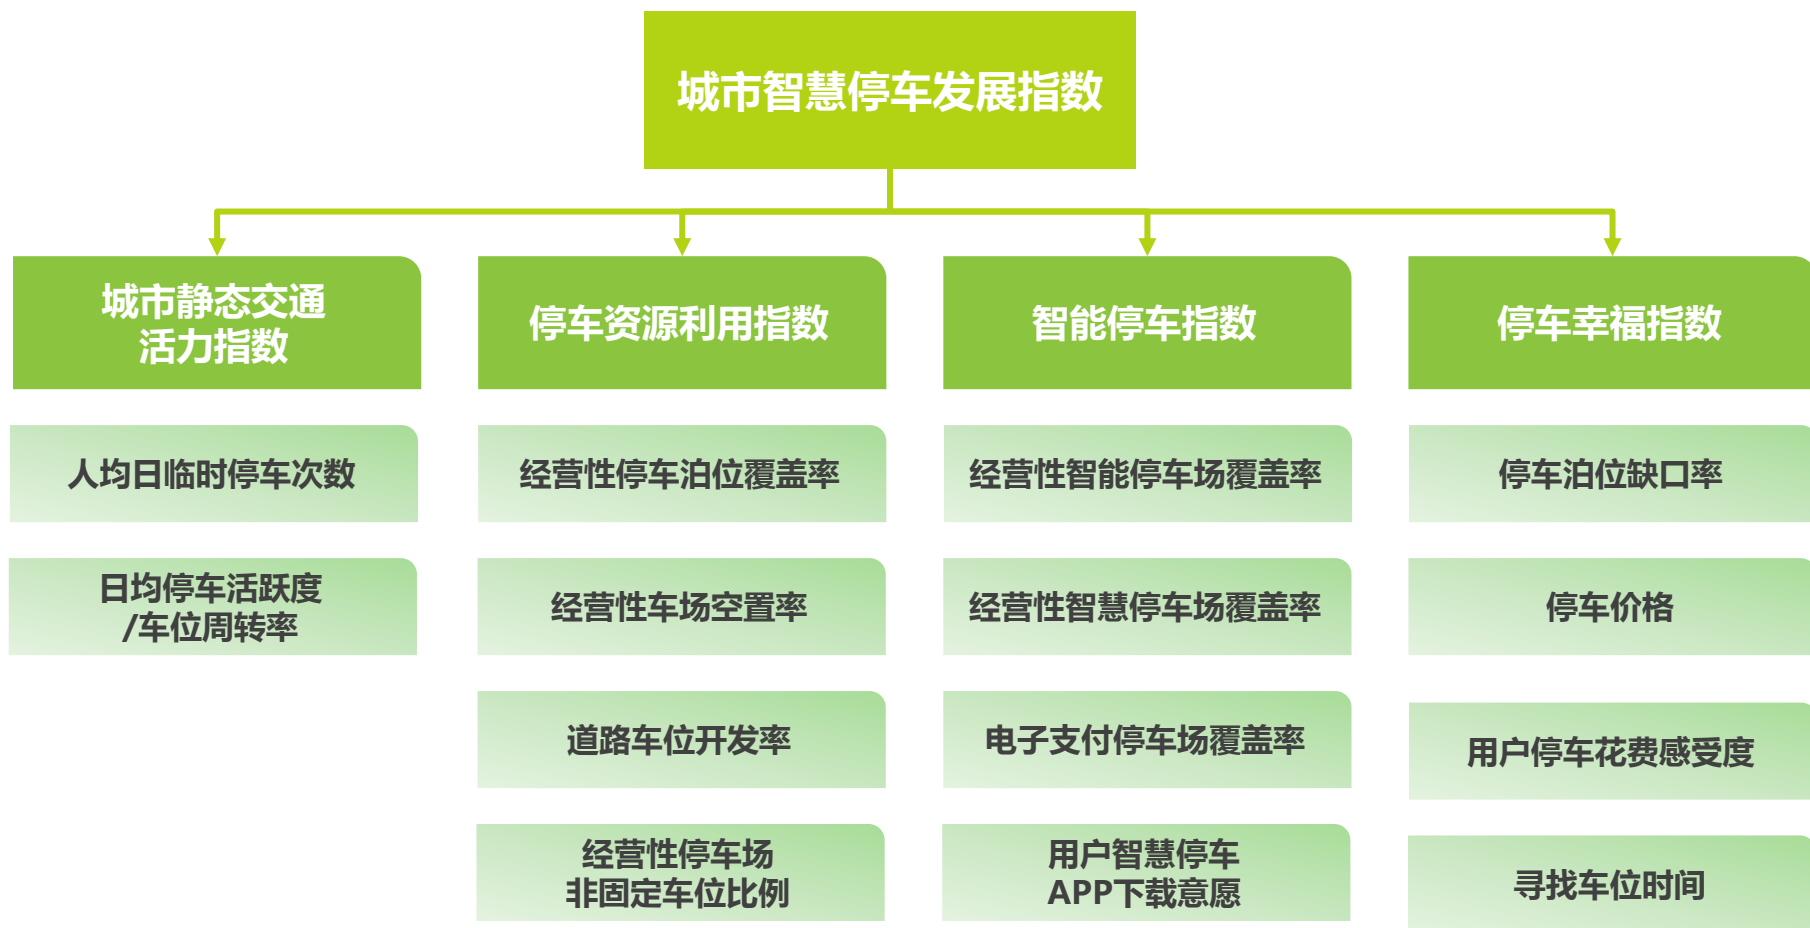 城市智慧停车发展指数
城市静态交通
活力指数
停车资源利用指数
智能停车指数
停车幸福指数
人均日临时停车次数
经营性停车泊位覆盖率
经营性智能停车场覆盖率
停车泊位缺口率
日均停车活跃度
/车位周转率
经营性车场空置率
经营性智慧停车场覆盖率
停车价格
道路车位开发率
电子支付停车场覆盖率
用户停车花费感受度
经营性停车场
非固定车位比例
用户智慧停车
APP下载意愿
寻找车位时间